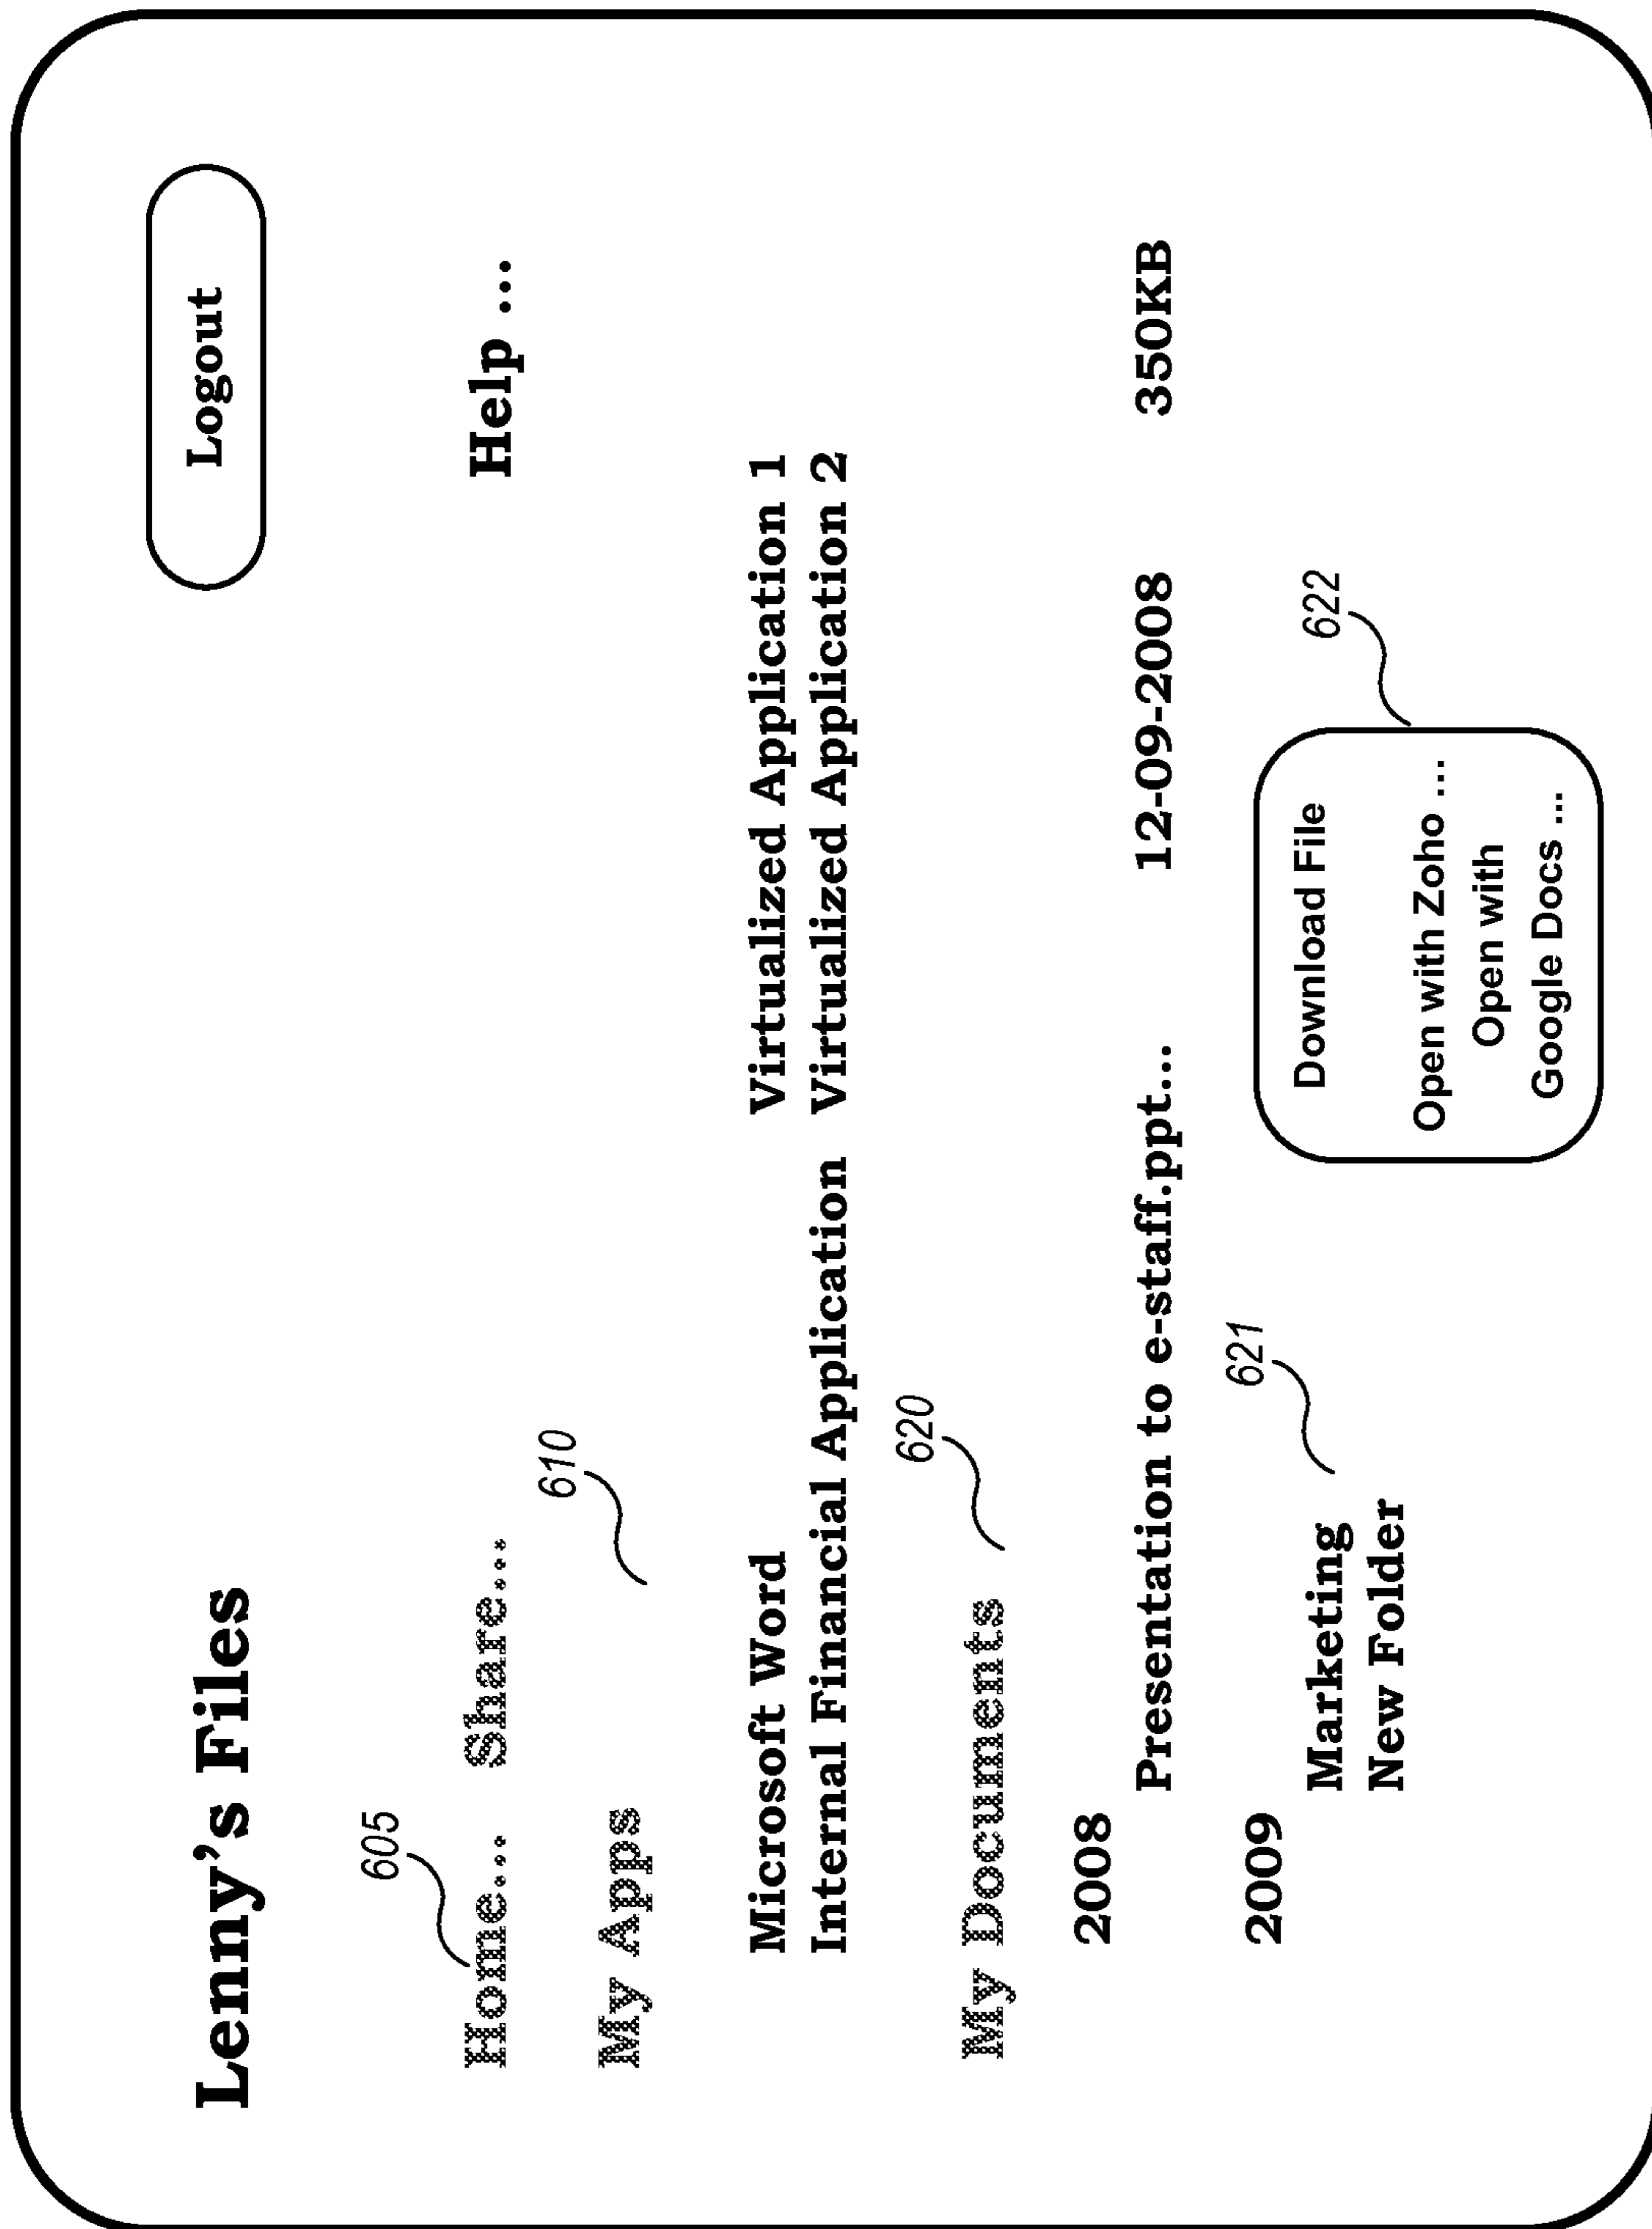 Lenny's Files Logout
605
Home... Share... Help ...
610
My Apps
Microsoft Word Virtualized Application 1
Internal Financial Application Virtualized Application 2
620
My Documents
2008
Presentation to e-staff.ppt... 12-09-2008 350KB
621
622
2009
Marketing
New Folder
Download File
Open with Zoho ...
Open with
Google Docs ...